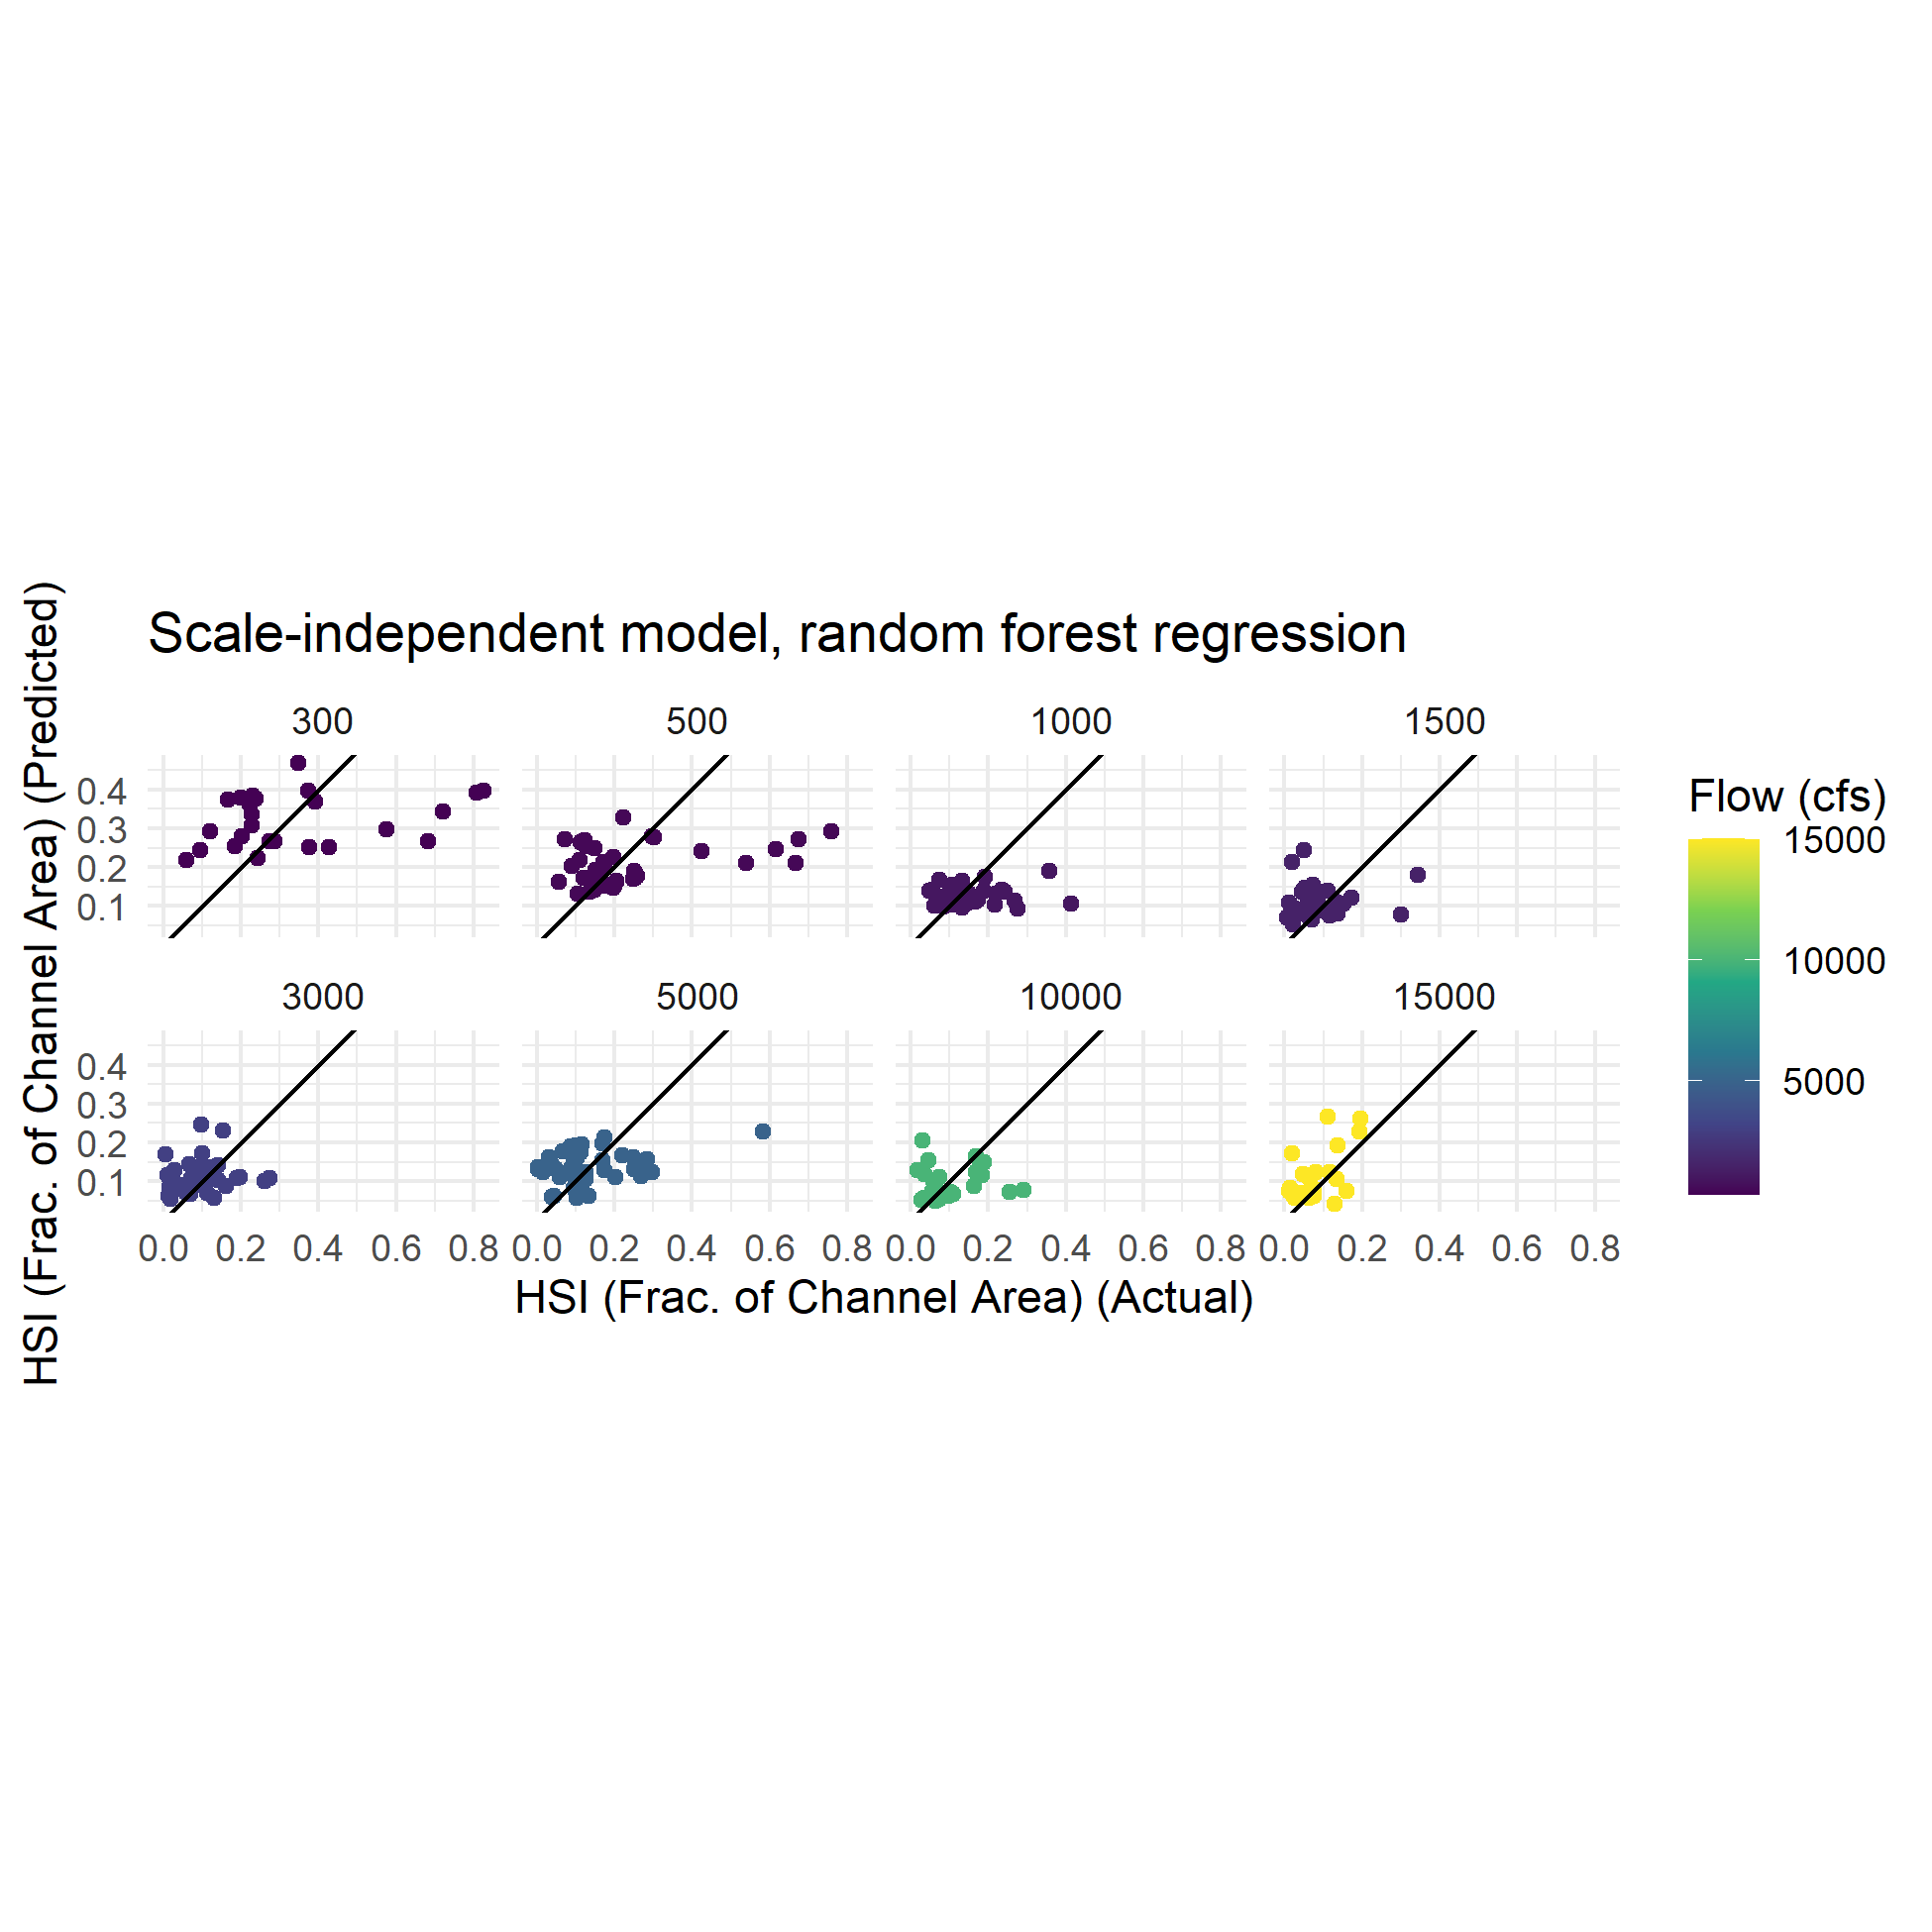 Scale-independent model, random forest regression
HSI (Frac. of Channel Area) (Predicted)
300 500 1000 1500
0.4
0.3
0.2
0.1
3000 5000 10000 15000
0.4
0.3
0.2
0.1
0.0 0.2 0.4 0.6 0.8 0.0 0.2 0.4 0.6 0.8 0.0 0.2 0.4 0.6 0.8 0.0 0.2 0.4 0.6 0.8
HSI (Frac. of Channel Area) (Actual)
Flow (cfs)
15000
10000
5000